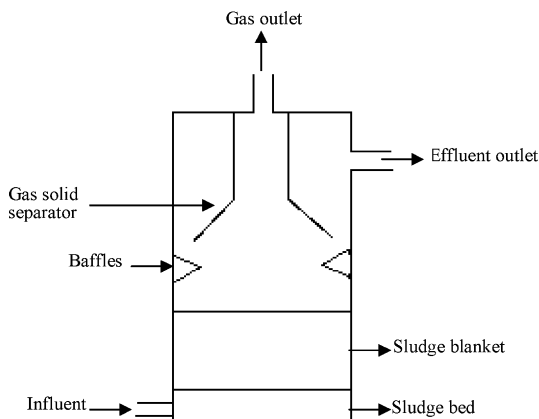 Gas outlet
Effluent outlet
Gas solid
separator
Baffles
Sludge blanket
Influent
Sludge bed